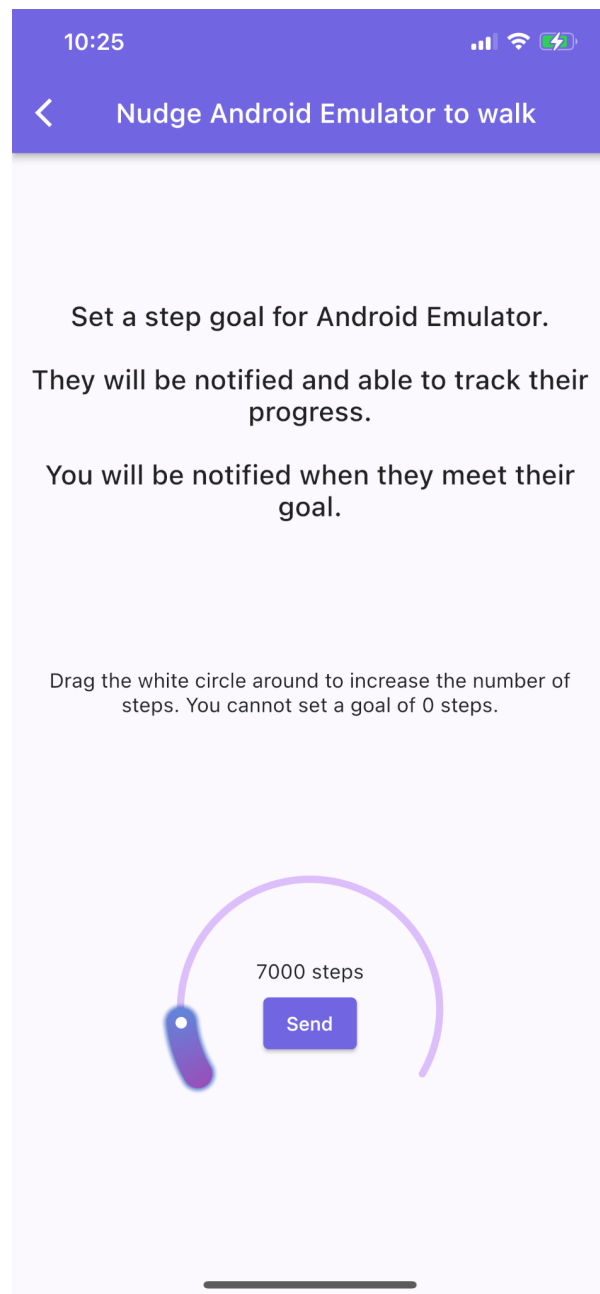 10:25
Nudge Android Emulator to walk
Set a step goal for Android Emulator.
They will be notified and able to track their
progress.
You will be notified when they meet their
goal.
Drag the white circle around to increase the number of
steps. You cannot set a goal of 0 steps.
7000 steps
Send